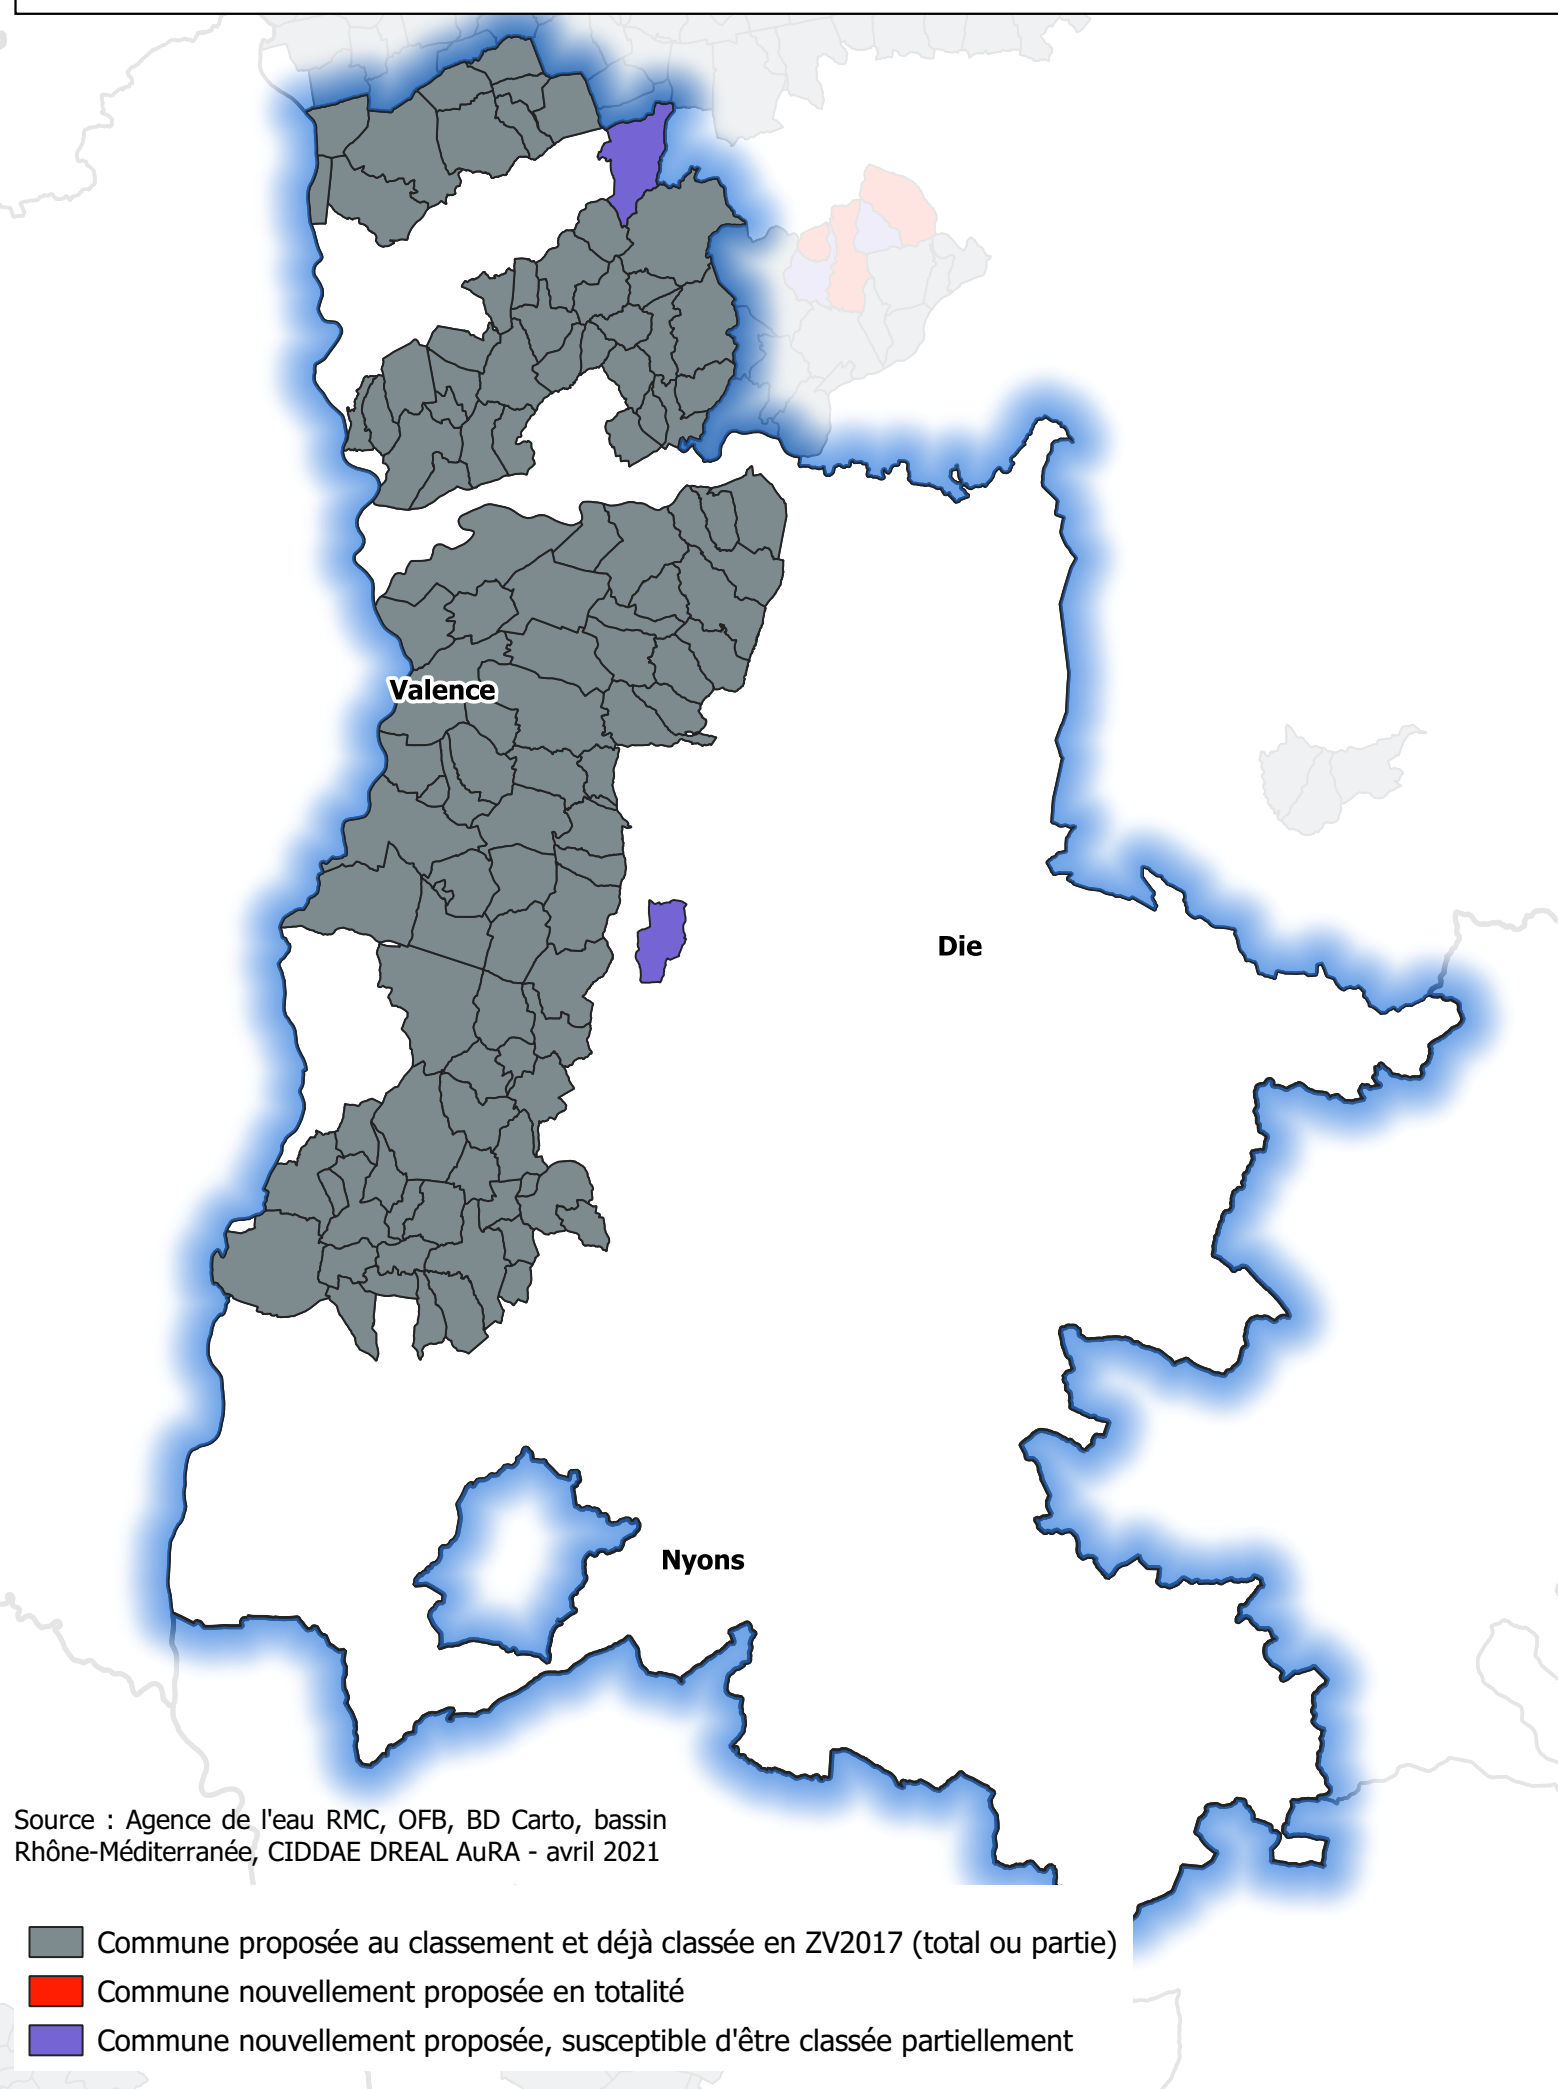 Valence
Die
Nyons
Source : Agence de l'eau RMC, OFB, BD Carto, bassin
Rhône-Méditerranée, CIDDAE DREAL AuRA - avril 2021
Commune proposée au classement et déjà classée en ZV2017 (total ou partie)
Commune nouvellement proposée en totalité
Commune nouvellement proposée, susceptible d'être classée partiellement